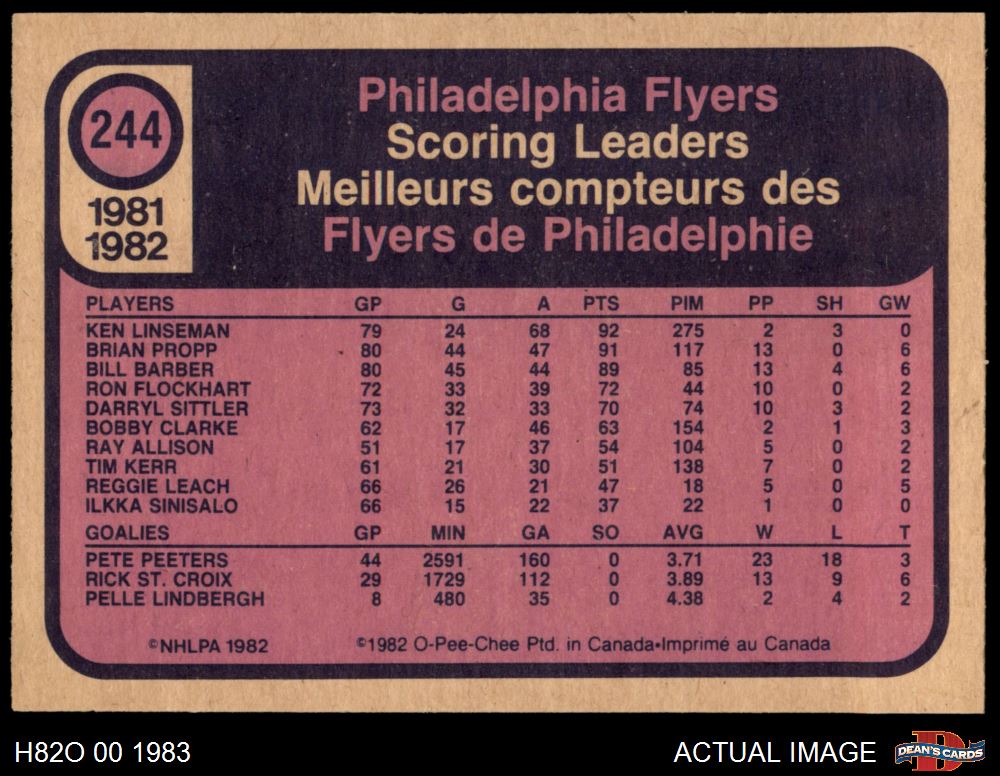 244
1981
1982
Philadelphia Flyers
Scoring Leaders
Meilleurs compteurs des
Flyers de Philadelphie
PLAYERS GP G A PTS PIM PP SH GW
KEN LINSEMAN 79 24 68 92 275 2 3 0
BRIAN PROPP 80 44 47 91 117 13 0 6
BILL BARBER 80 45 44 89 85 13 4 6
RON FLOCKHART 72 33 39 72 44 10 0 2
DARRYL SITTLER 73 32 33 70 74 10 3 2
BOBBY CLARKE 62 17 46 63 154 2 1 3
RAY ALLISON 51 17 37 54 104 5 0 2
TIM KERR 61 21 30 51 138 7 0 2
REGGIE LEACH 66 26 21 47 18 5 0 5
ILKKA SINISALO 66 15 22 37 22 1 0 0
GOALIES GP MIN GA SO AVG W L T
PETE PEETERS 44 2591 160 0 3.71 23 18 3
RICK ST. CROIX 29 1729 112 0 3.89 13 9 6
PELLE LINDBERGH 8 480 35 0 4.38 2 4 2
©NHLPA 1982 ©1982 O-Pee-Chee Ptd. in Canada•Imprimé au Canada
H82O 00 1983 ACTUAL IMAGE DEAN'S CARDS